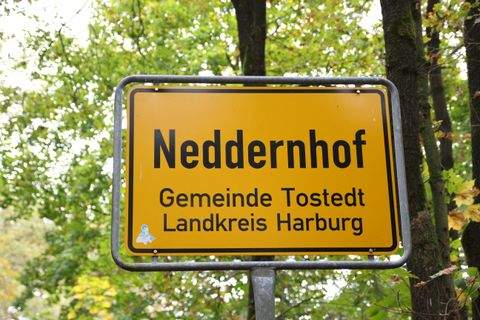 Neddernhof
Gemeinde Tostedt
Landkreis Harburg